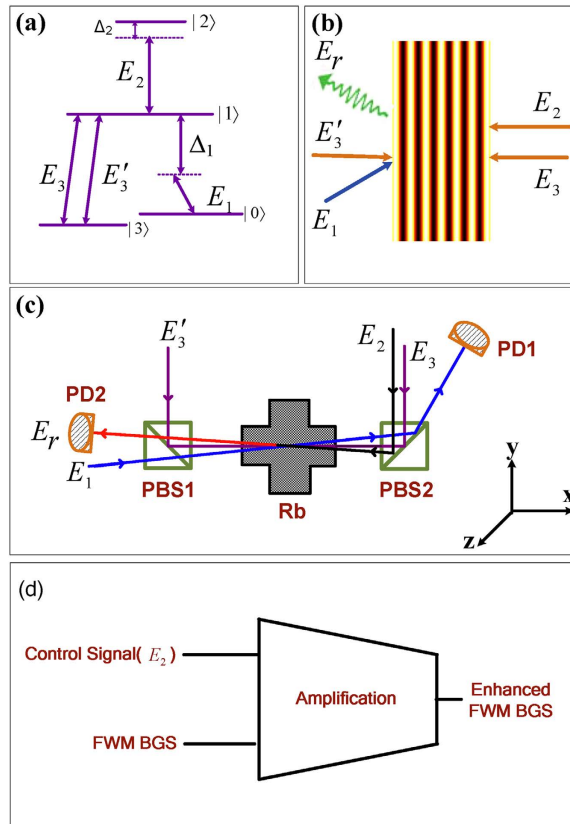 (a)
|2⟩
Δ2
E2
|1⟩
Δ1
E3
E′3
E1
|0⟩
|3⟩
(b)
Er
E2
E′3
E3
E1
(c)
E′3
E2
E3
PD1
PD2
Er
E1
PBS1
PBS2
Rb
y
x
z
(d)
Control Signal( E2 )
Amplification
Enhanced
FWM BGS
FWM BGS